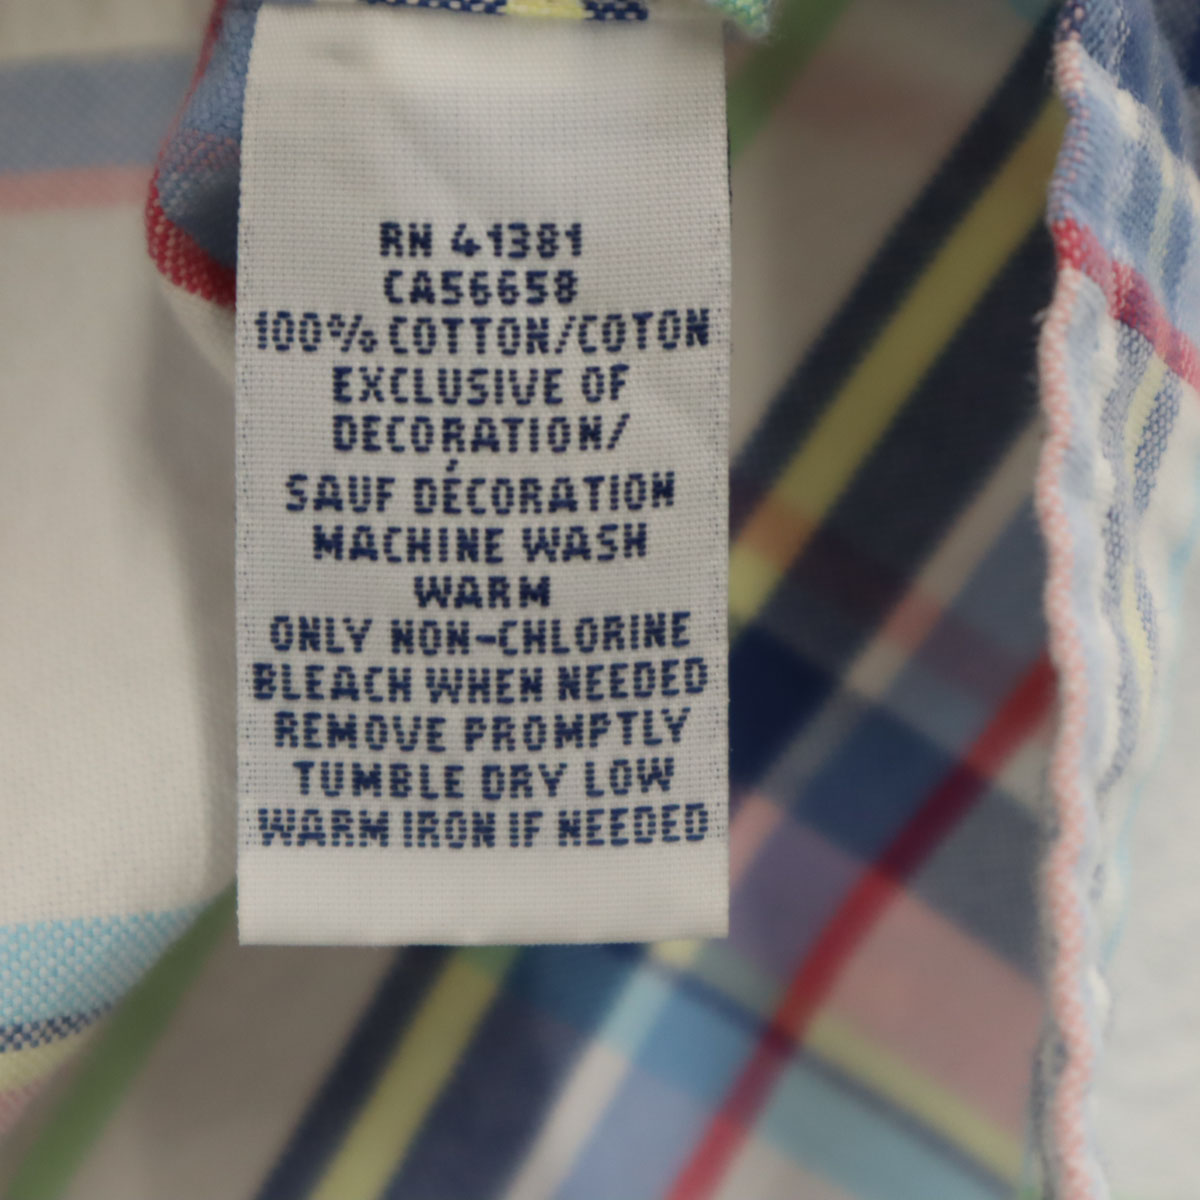 RN 41381
CA56658
100% COTTON/COTON
EXCLUSIVE OF
DECORATION/
SAUF DÉCORATION
MACHINE WASH
WARM
ONLY NON-CHLORINE
BLEACH WHEN NEEDED
REMOVE PROMPTLY
TUMBLE DRY LOW
WARM IRON IF NEEDED